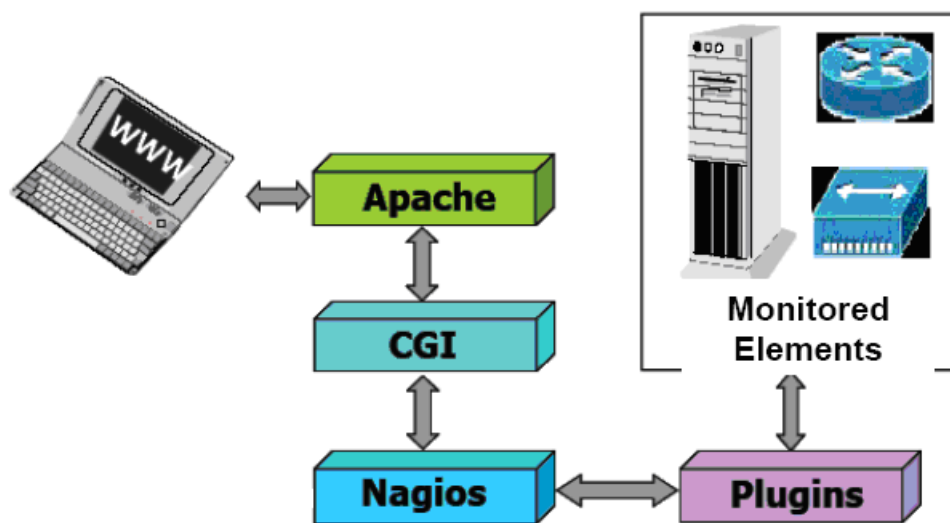 WWW
Apache
CGI
Nagios
Plugins
Monitored
Elements